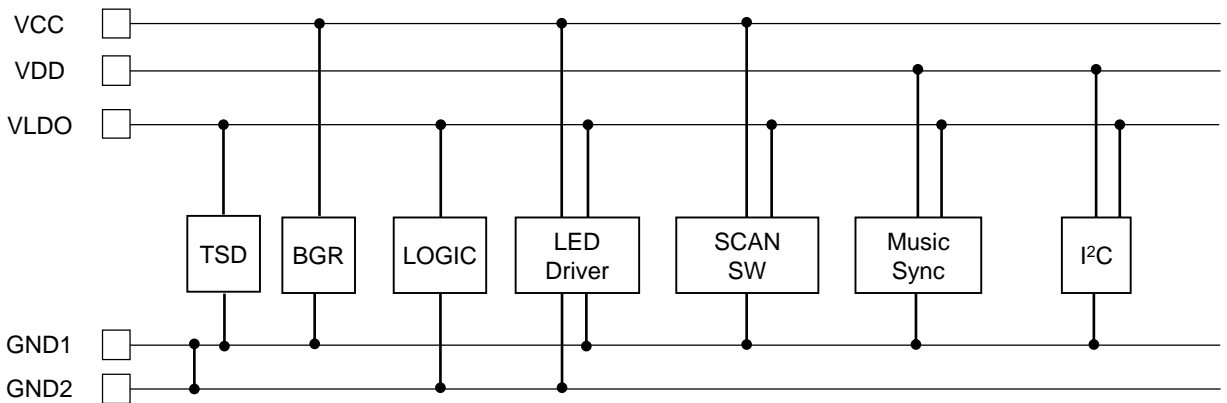 VCC
VDD
VLDO
TSD
BGR
LOGIC
LED
Driver
SCAN
SW
Music
Sync
I²C
GND1
GND2